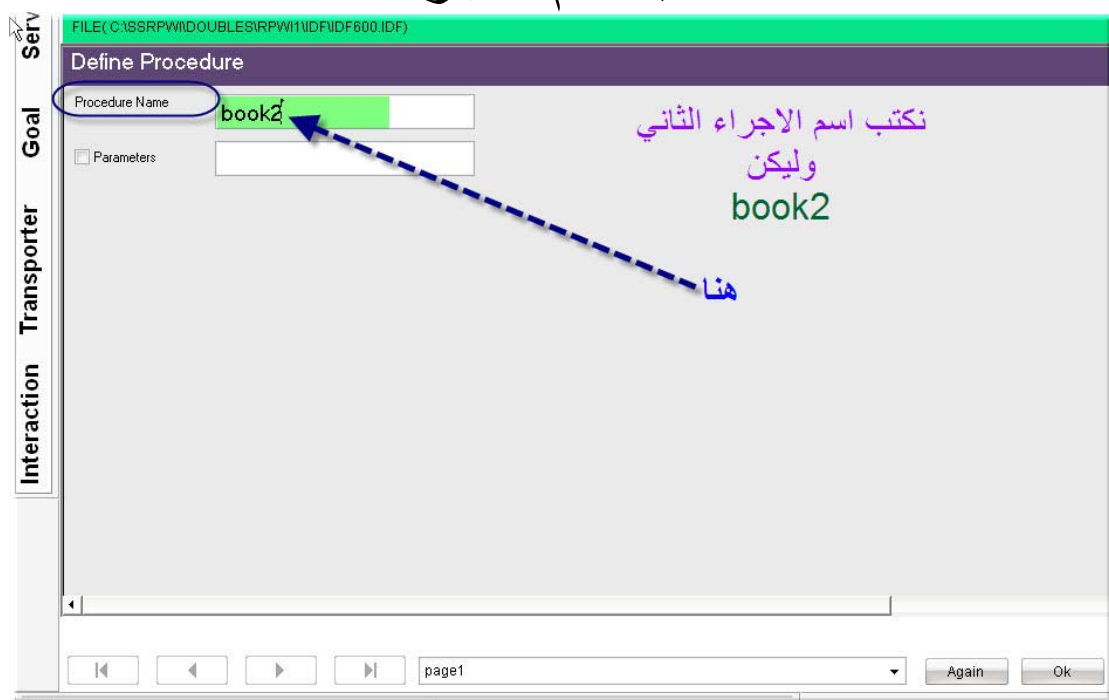 FILE( C:\SSRPWI\DOUBLES\RPWI1\IDF\IDF600.IDF)
Define Procedure
Procedure Name
book2
Parameters
نكتب اسم الاجراء الثاني
وليكن
book2
هنا
Serv
Goal
Transporter
Interaction
page1
Again
Ok